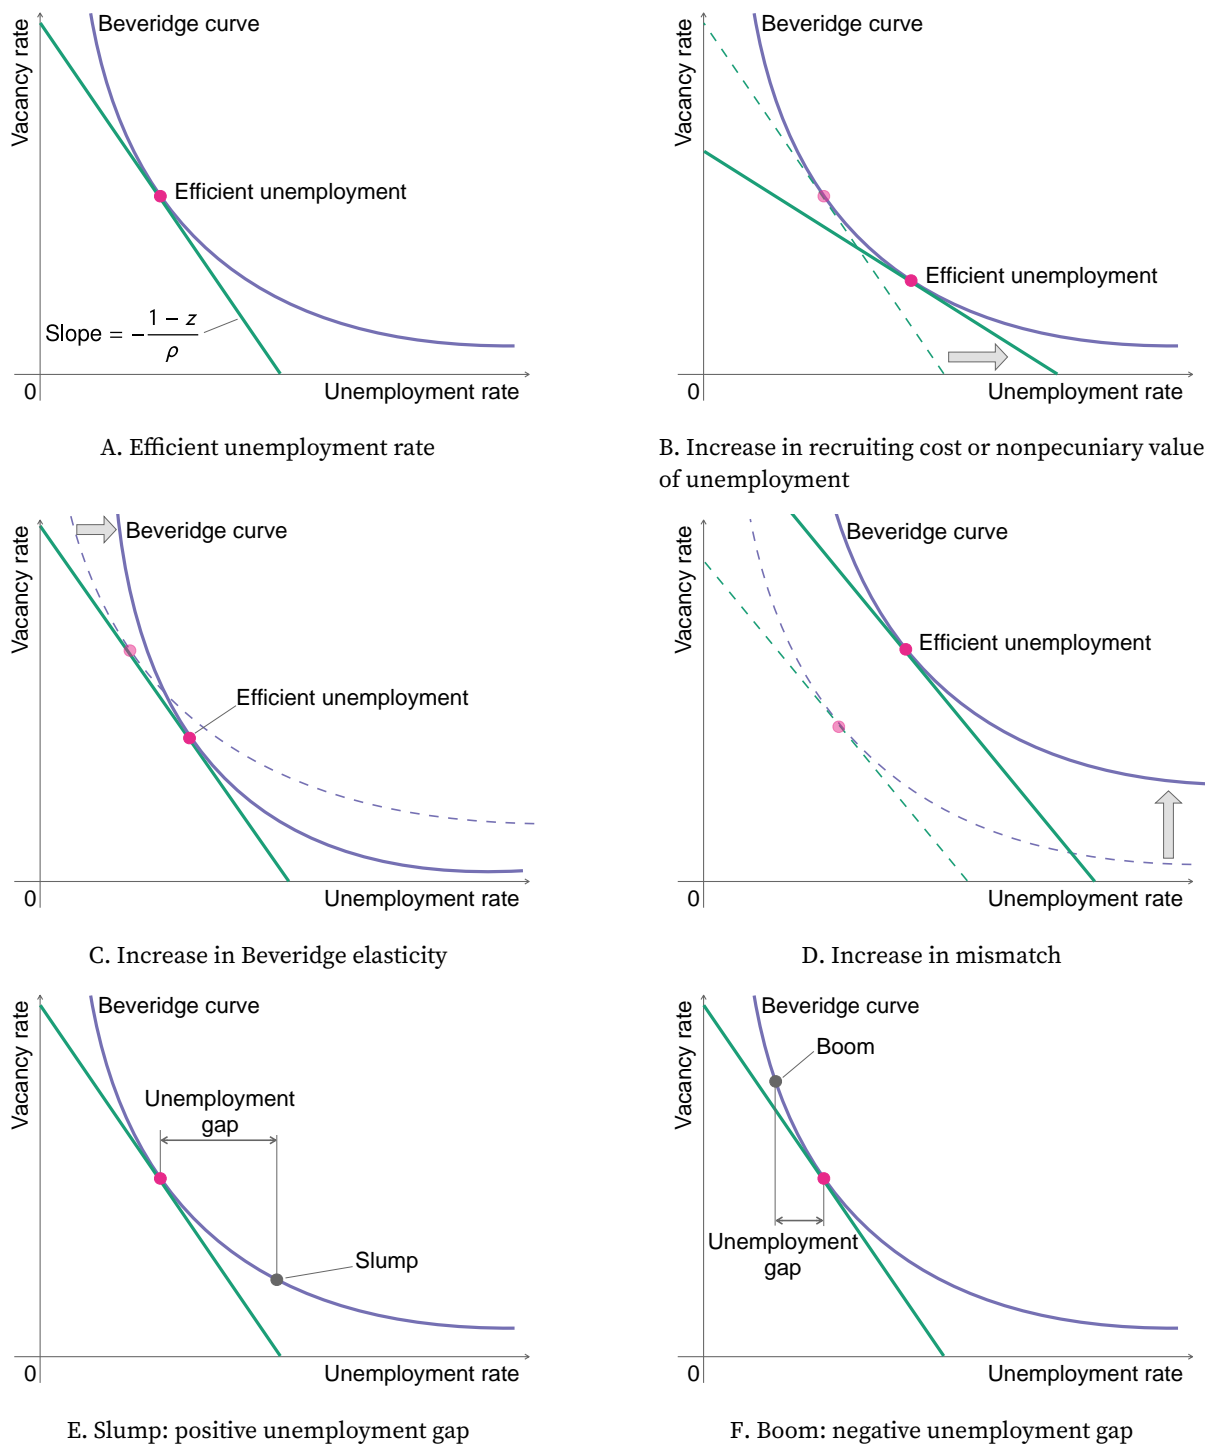 Vacancy rate
Beveridge curve
Efficient unemployment
Slope = − (1 − z) / ρ
0
Unemployment rate
A. Efficient unemployment rate
Vacancy rate
Beveridge curve
Efficient unemployment
0
Unemployment rate
B. Increase in recruiting cost or nonpecuniary value
of unemployment
Vacancy rate
Beveridge curve
Efficient unemployment
0
Unemployment rate
C. Increase in Beveridge elasticity
Vacancy rate
Beveridge curve
Efficient unemployment
0
Unemployment rate
D. Increase in mismatch
Vacancy rate
Beveridge curve
Unemployment
gap
Slump
0
Unemployment rate
E. Slump: positive unemployment gap
Vacancy rate
Beveridge curve
Boom
Unemployment
gap
0
Unemployment rate
F. Boom: negative unemployment gap